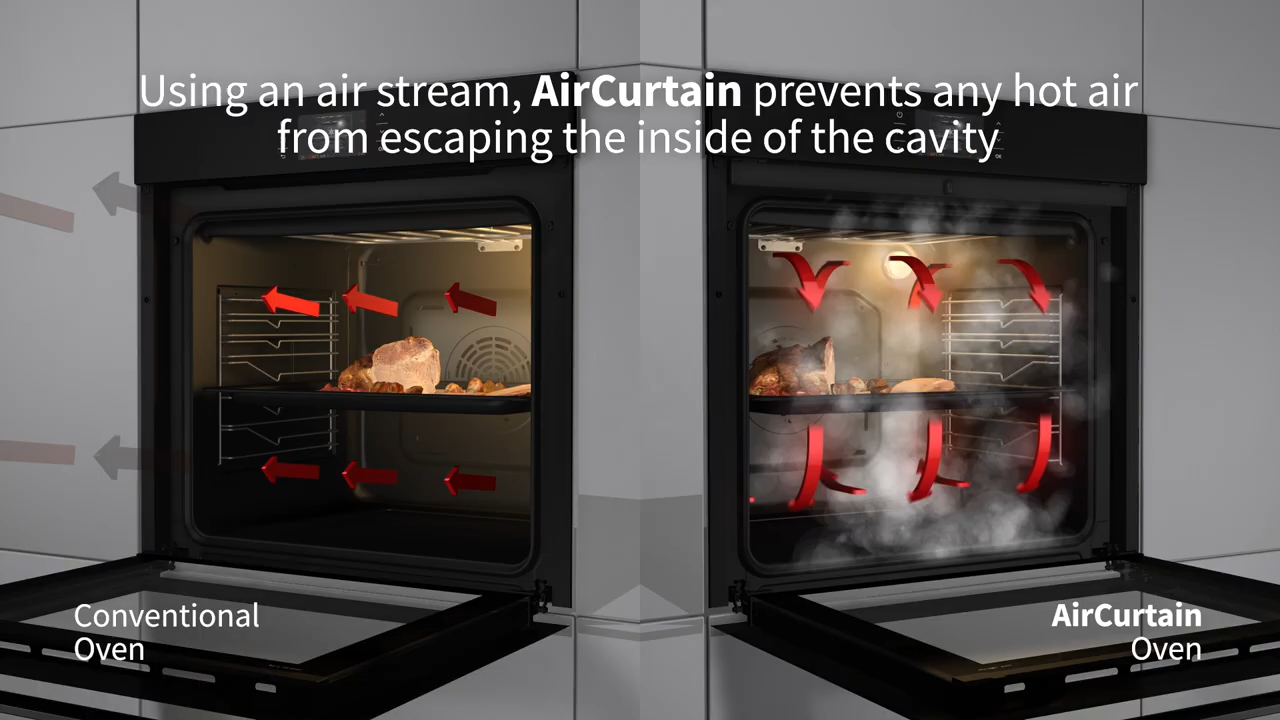 Using an air stream, AirCurtain prevents any hot air
from escaping the inside of the cavity
Conventional
Oven
AirCurtain
Oven